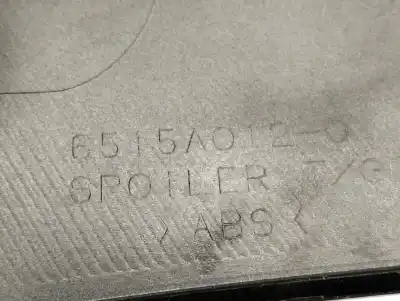 6515A012-0
SPOILER T/G
>ABS<